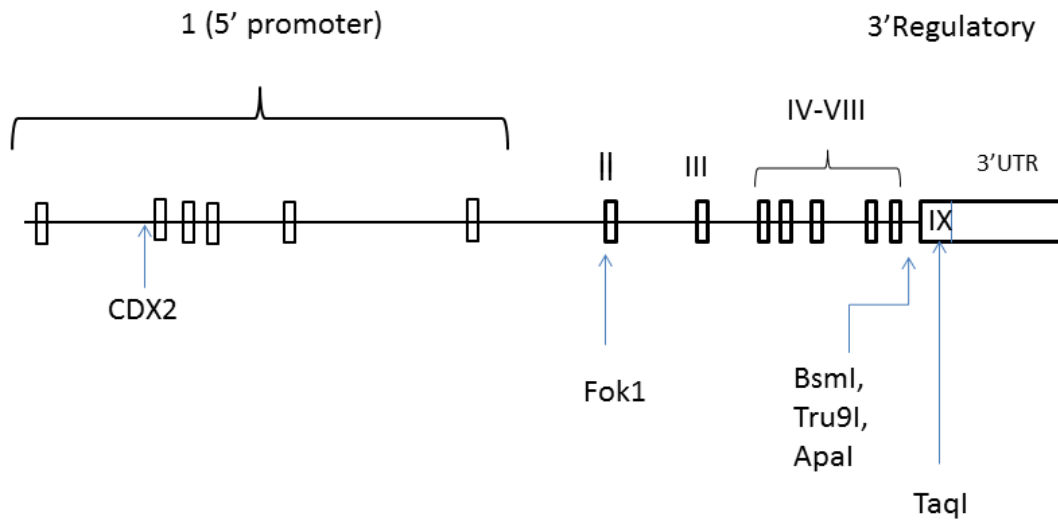 1 (5’ promoter)
3’Regulatory
IV-VIII
II
III
3’UTR
IX
CDX2
Fok1
BsmI,
Tru9I,
ApaI
TaqI